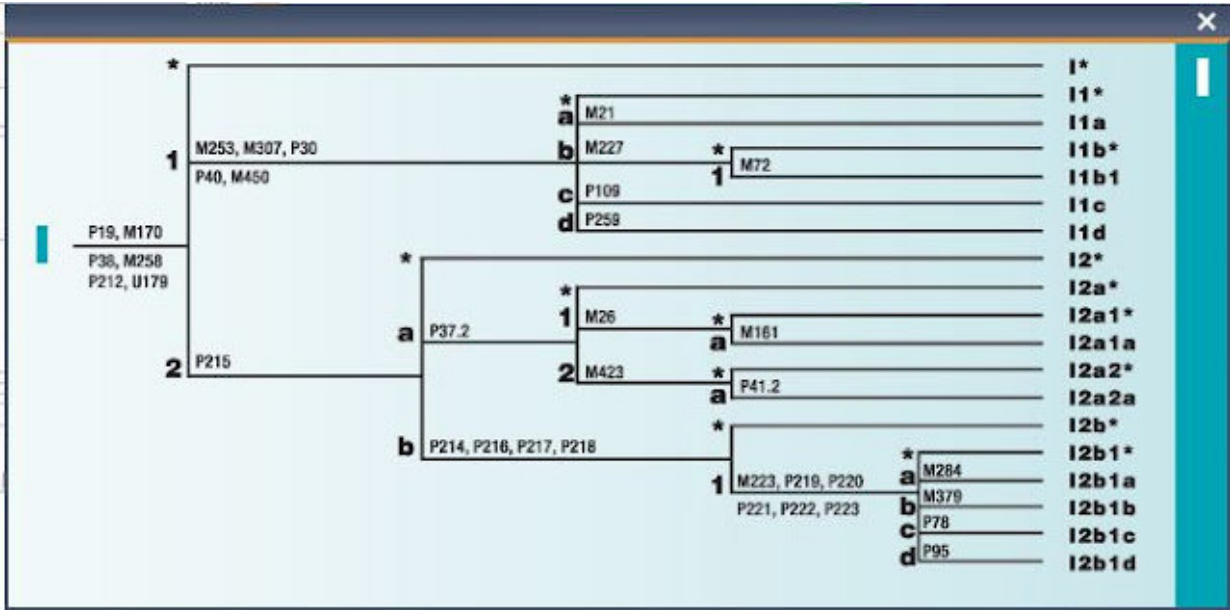 * I*
* I1*
a M21 I1a
1 M253, M307, P30 b M227 * I1b*
P40, M450 1 M72 I1b1
c P109 I1c
d P259 I1d
I P19, M170
P38, M258
P212, U179
* I2*
* I2a*
a P37.2 1 M26 * I2a1*
a M161 I2a1a
2 P215 2 M423 * I2a2*
a P41.2 I2a2a
b P214, P216, P217, P218 * I2b*
1 M223, P219, P220 * I2b1*
P221, P222, P223 a M284 I2b1a
b M379 I2b1b
c P78 I2b1c
d P95 I2b1d
I